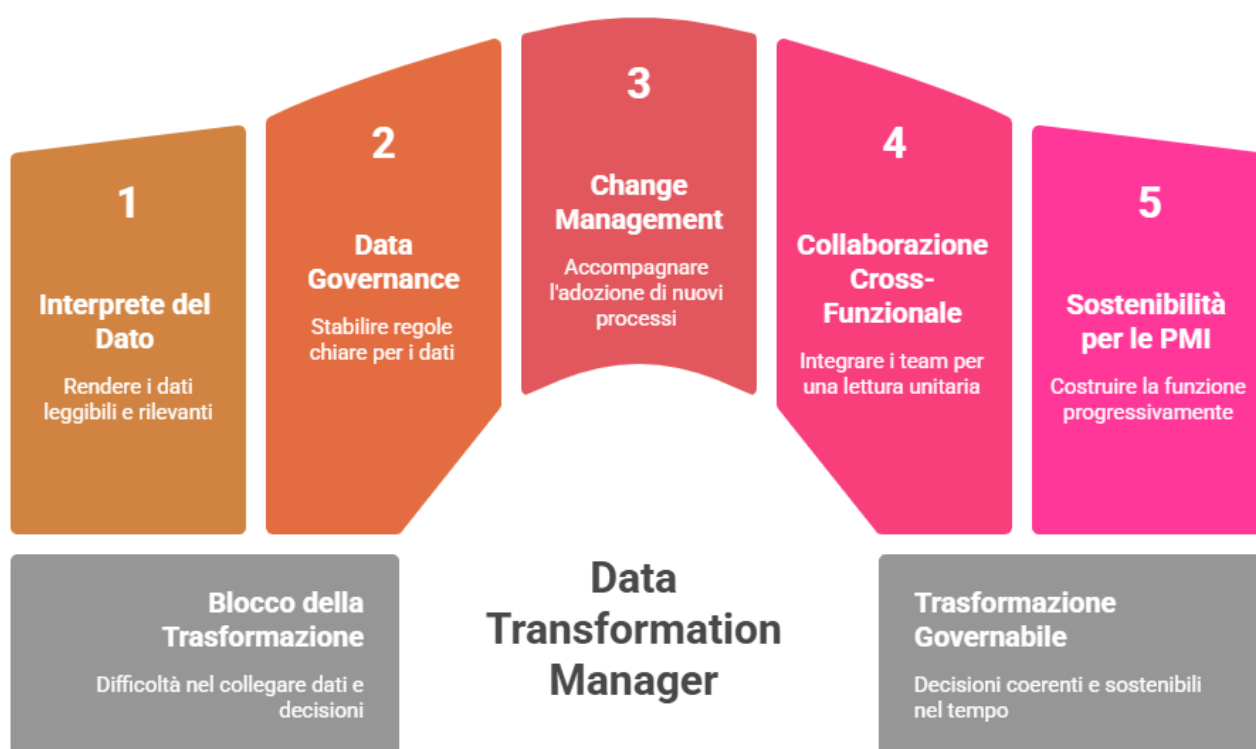 1
Interprete del
Dato
Rendere i dati
leggibili e rilevanti
2
Data
Governance
Stabilire regole
chiare per i dati
3
Change
Management
Accompagnare
l'adozione di nuovi
processi
4
Collaborazione
Cross-
Funzionale
Integrare i team per
una lettura unitaria
5
Sostenibilità
per le PMI
Costruire la funzione
progressivamente
Blocco della
Trasformazione
Difficoltà nel collegare dati e
decisioni
Data
Transformation
Manager
Trasformazione
Governabile
Decisioni coerenti e sostenibili
nel tempo